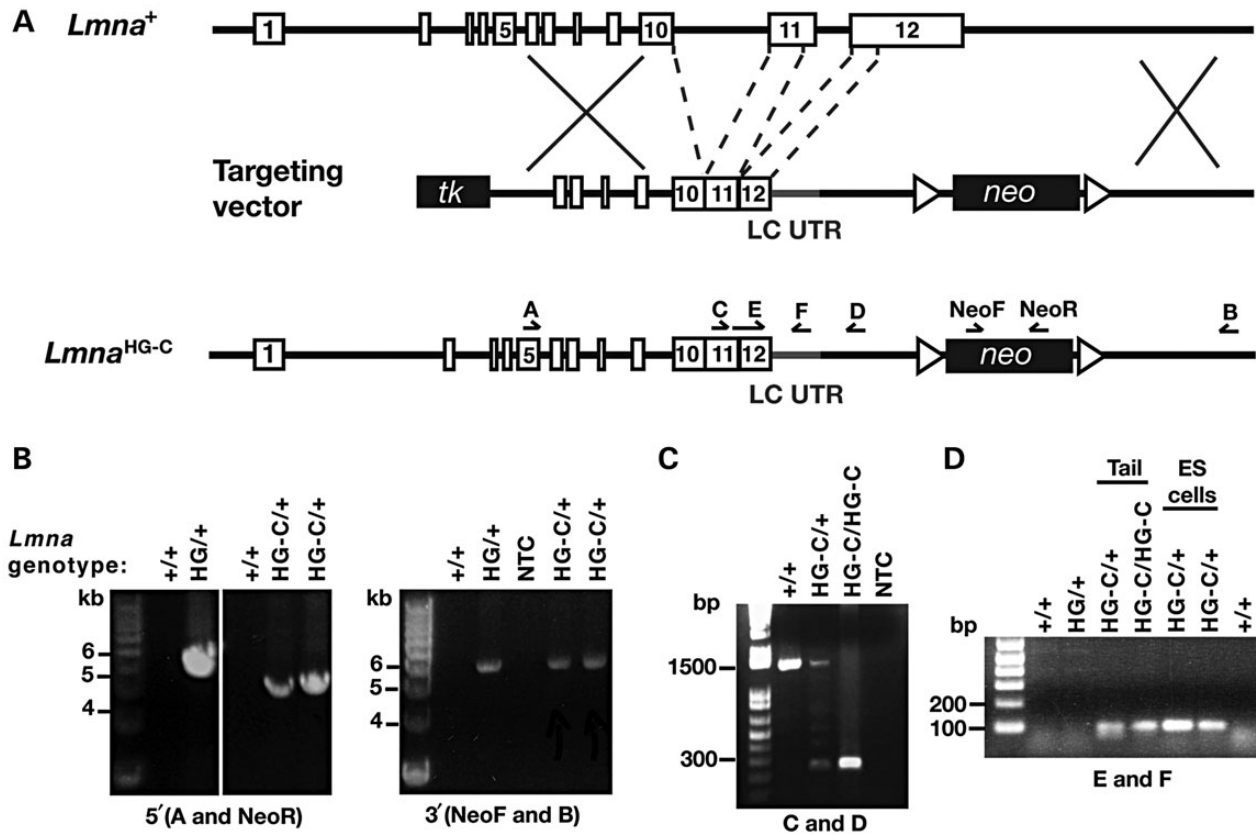 A
Lmna+
1
5
10
11
12
Targeting vector
tk
10
11
12
neo
LC UTR
A
C
E
F
D
NeoF
NeoR
B
LmnaHG-C
1
5
10
11
12
neo
LC UTR
B
Lmna genotype:
+/+
HG/+
+/+
HG-C/+
HG-C/+
kb
6
5
4
5′(A and NeoR)
+/+
HG/+
NTC
HG-C/+
HG-C/+
kb
6
5
4
3′(NeoF and B)
C
+/+
HG-C/+
HG-C/HG-C
NTC
bp
1500
300
C and D
D
Tail
ES cells
+/+
HG/+
HG-C/+
HG-C/HG-C
HG-C/+
HG-C/+
+/+
bp
200
100
E and F